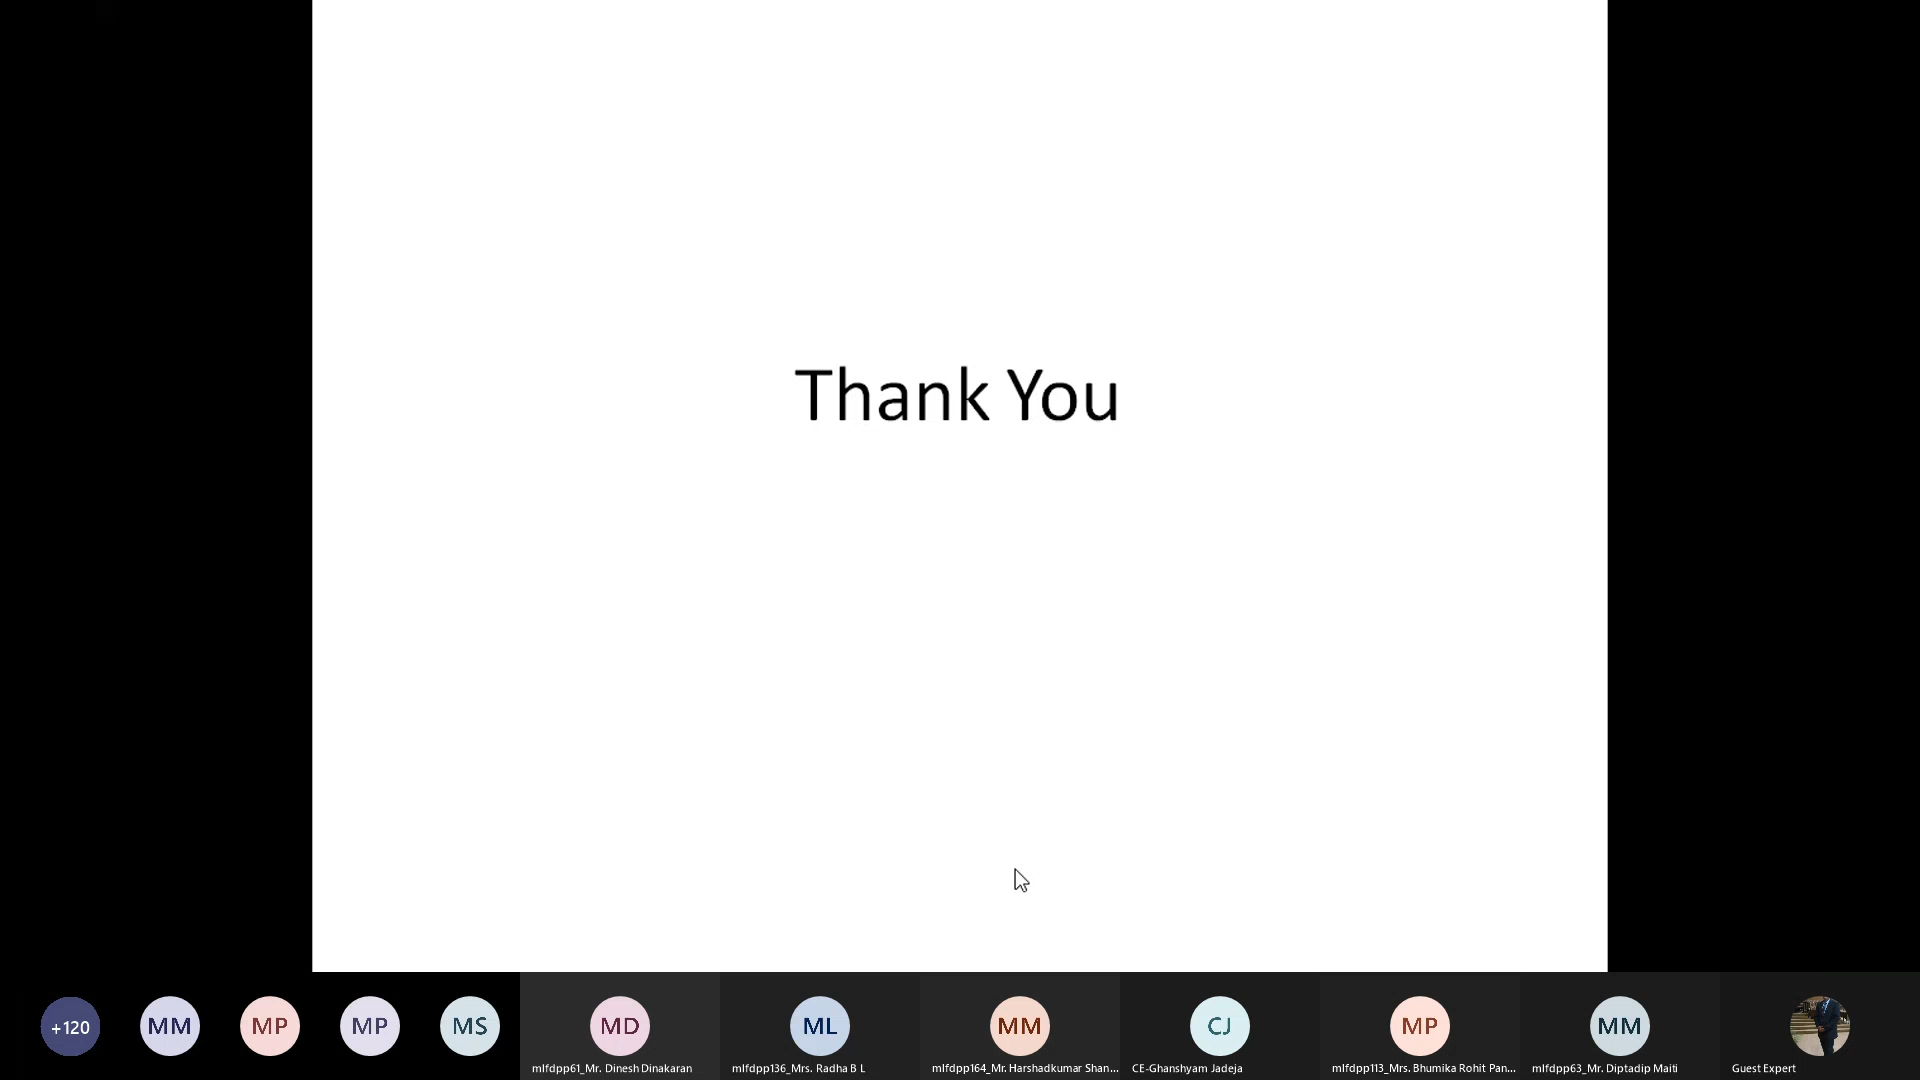 Thank You
+120
MM
MP
MP
MS
MD
ML
MM
CJ
MP
MM
mlfdpp61_Mr. Dinesh Dinakaran
mlfdpp136_Mrs. Radha B L
mlfdpp164_Mr. Harshadkumar Shan...
CE-Ghanshyam Jadeja
mlfdpp113_Mrs. Bhumika Rohit Pan...
mlfdpp63_Mr. Diptadip Maiti
Guest Expert